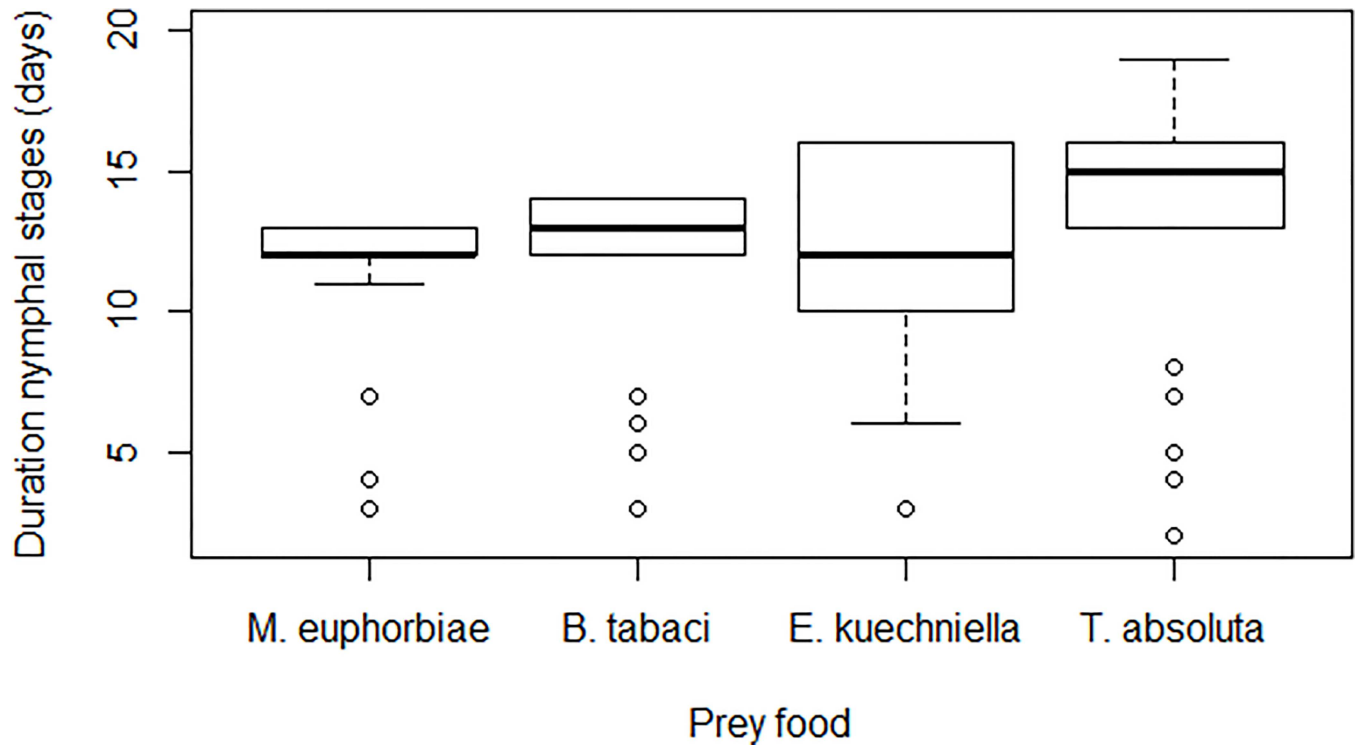 Duration nymphal stages (days)
20
15
10
5
M. euphorbiae B. tabaci E. kuechniella T. absoluta
Prey food